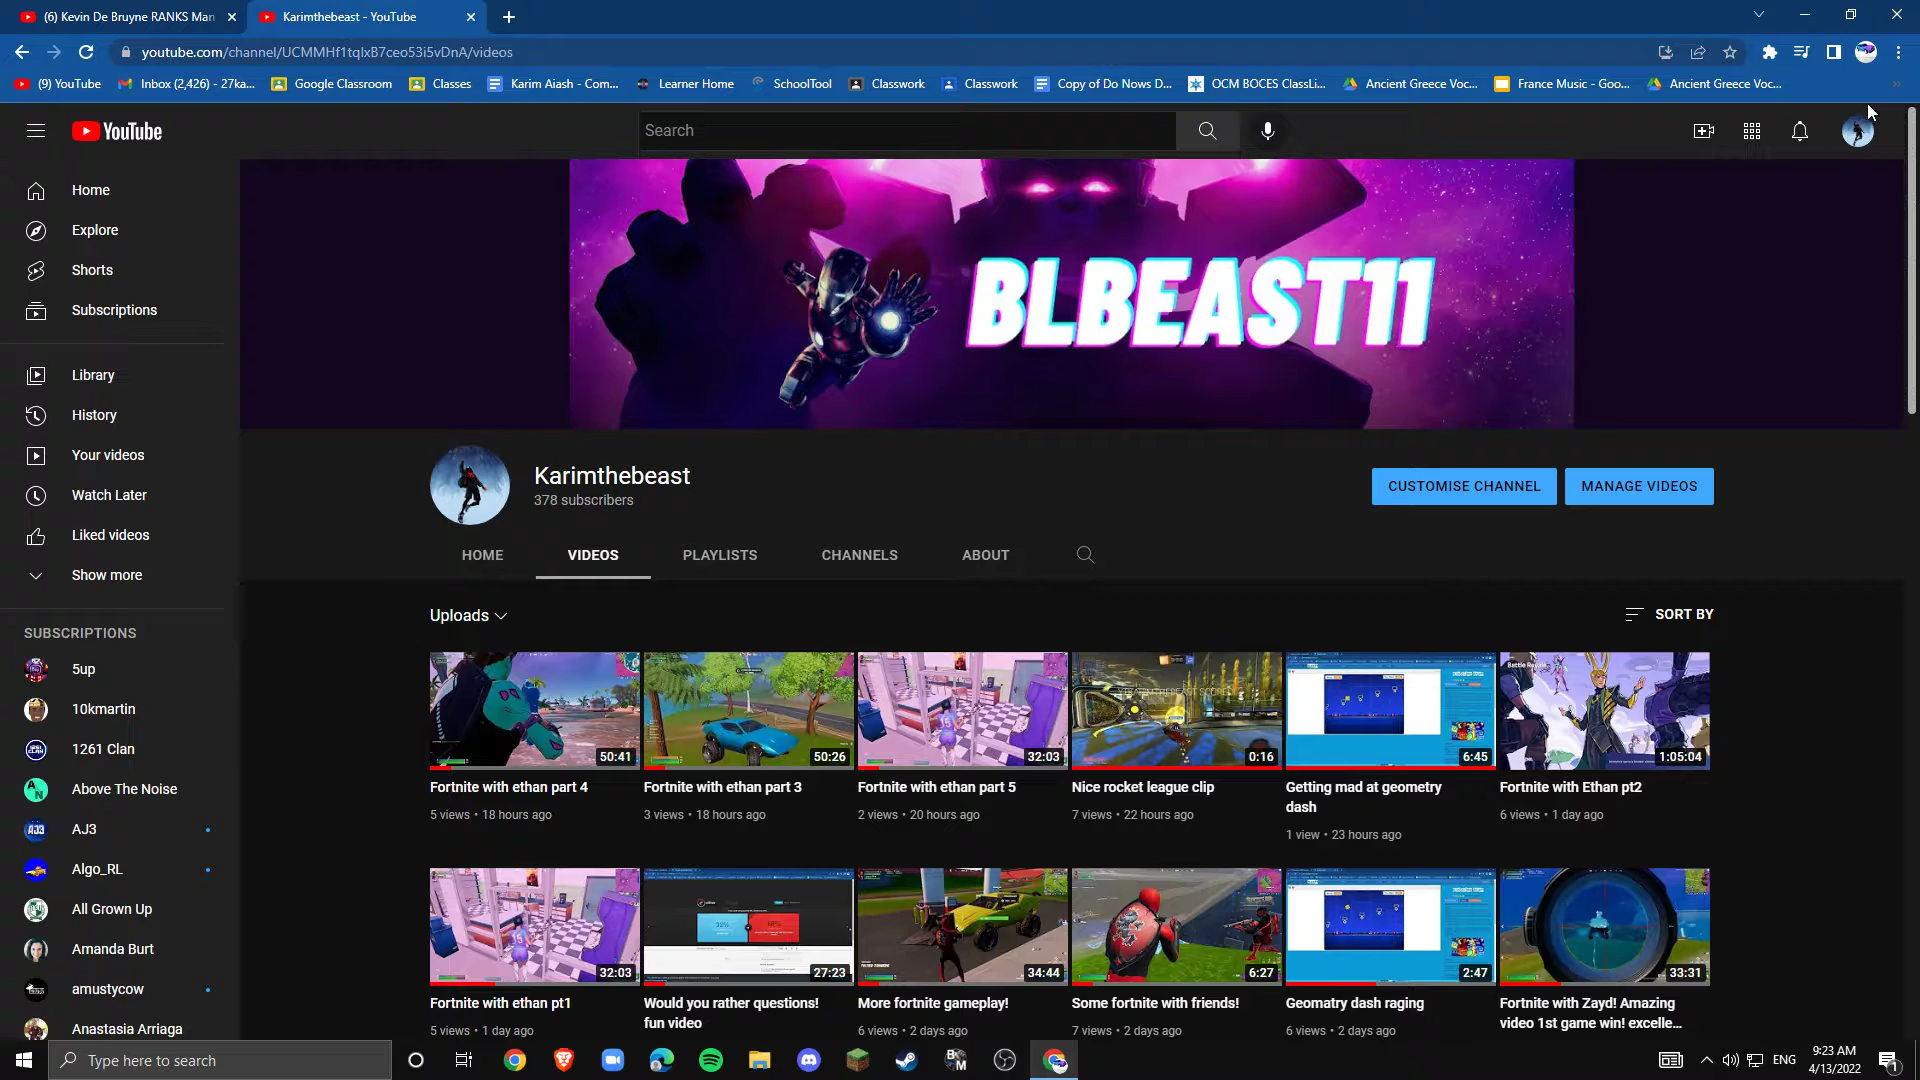 (6) Kevin De Bruyne RANKS Man
Karimthebeast - YouTube
youtube.com/channel/UCMMHf1tqlxB7ceo53i5vDnA/videos
(9) YouTube
Inbox (2,426) - 27ka...
Google Classroom
Classes
Karim Aiash - Com...
Learner Home
SchoolTool
Classwork
Classwork
Copy of Do Nows D...
OCM BOCES ClassLi...
Ancient Greece Voc...
France Music - Goo...
Ancient Greece Voc...
YouTube
Search
Home
Explore
Shorts
Subscriptions
Library
History
Your videos
Watch Later
Liked videos
Show more
SUBSCRIPTIONS
5up
10kmartin
1261 Clan
Above The Noise
AJ3
Algo_RL
All Grown Up
Amanda Burt
amustycow
Anastasia Arriaga
BLBEAST11
Karimthebeast
378 subscribers
CUSTOMISE CHANNEL
MANAGE VIDEOS
HOME
VIDEOS
PLAYLISTS
CHANNELS
ABOUT
Uploads
SORT BY
50:41
50:26
32:03
0:16
6:45
Battle Royale
1:05:04
Fortnite with ethan part 4
5 views • 18 hours ago
Fortnite with ethan part 3
3 views • 18 hours ago
Fortnite with ethan part 5
2 views • 20 hours ago
Nice rocket league clip
7 views • 22 hours ago
Getting mad at geometry
dash
1 view • 23 hours ago
Fortnite with Ethan pt2
6 views • 1 day ago
32:03
27:23
34:44
6:27
2:47
33:31
Fortnite with ethan pt1
5 views • 1 day ago
Would you rather questions!
fun video
More fortnite gameplay!
6 views • 2 days ago
Some fortnite with friends!
7 views • 2 days ago
Geomatry dash raging
6 views • 2 days ago
Fortnite with Zayd! Amazing
video 1st game win! excelle...
Type here to search
ENG
9:23 AM
4/13/2022
1